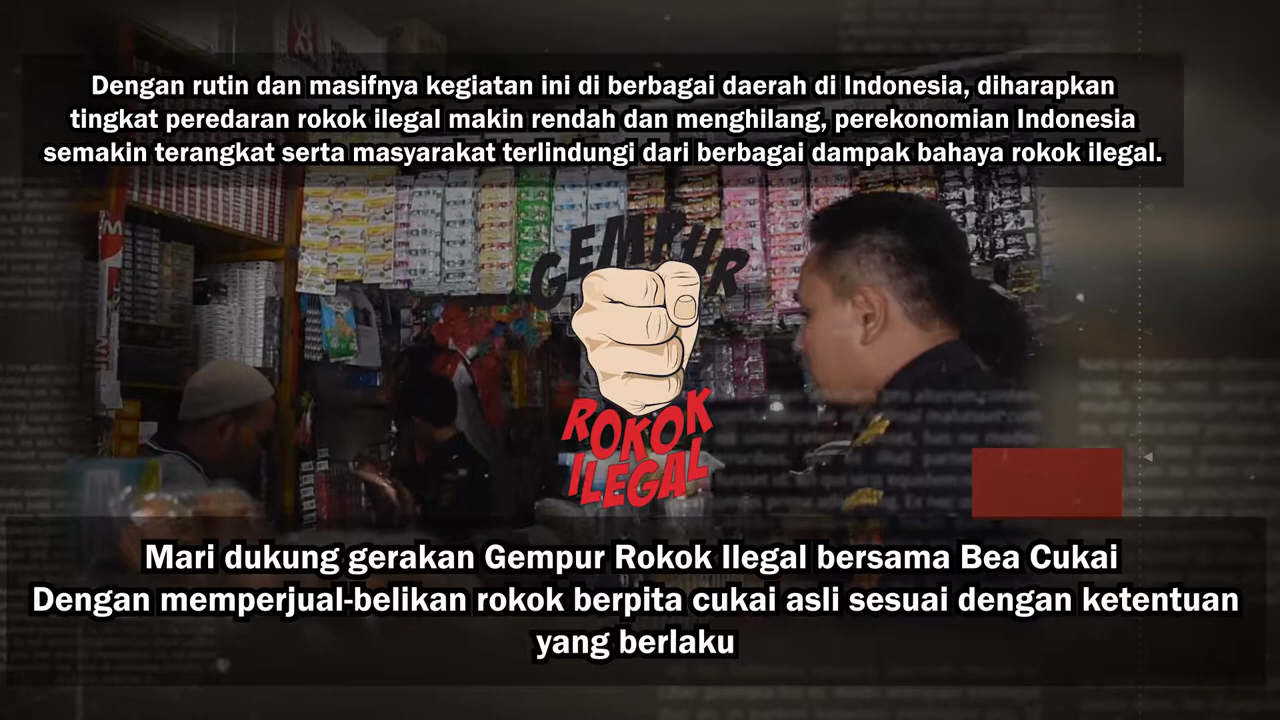 Dengan rutin dan masifnya kegiatan ini di berbagai daerah di Indonesia, diharapkan
tingkat peredaran rokok ilegal makin rendah dan menghilang, perekonomian Indonesia
semakin terangkat serta masyarakat terlindungi dari berbagai dampak bahaya rokok ilegal.
GEMPUR
ROKOK
ILEGAL
Mari dukung gerakan Gempur Rokok Ilegal bersama Bea Cukai
Dengan memperjual-belikan rokok berpita cukai asli sesuai dengan ketentuan
yang berlaku